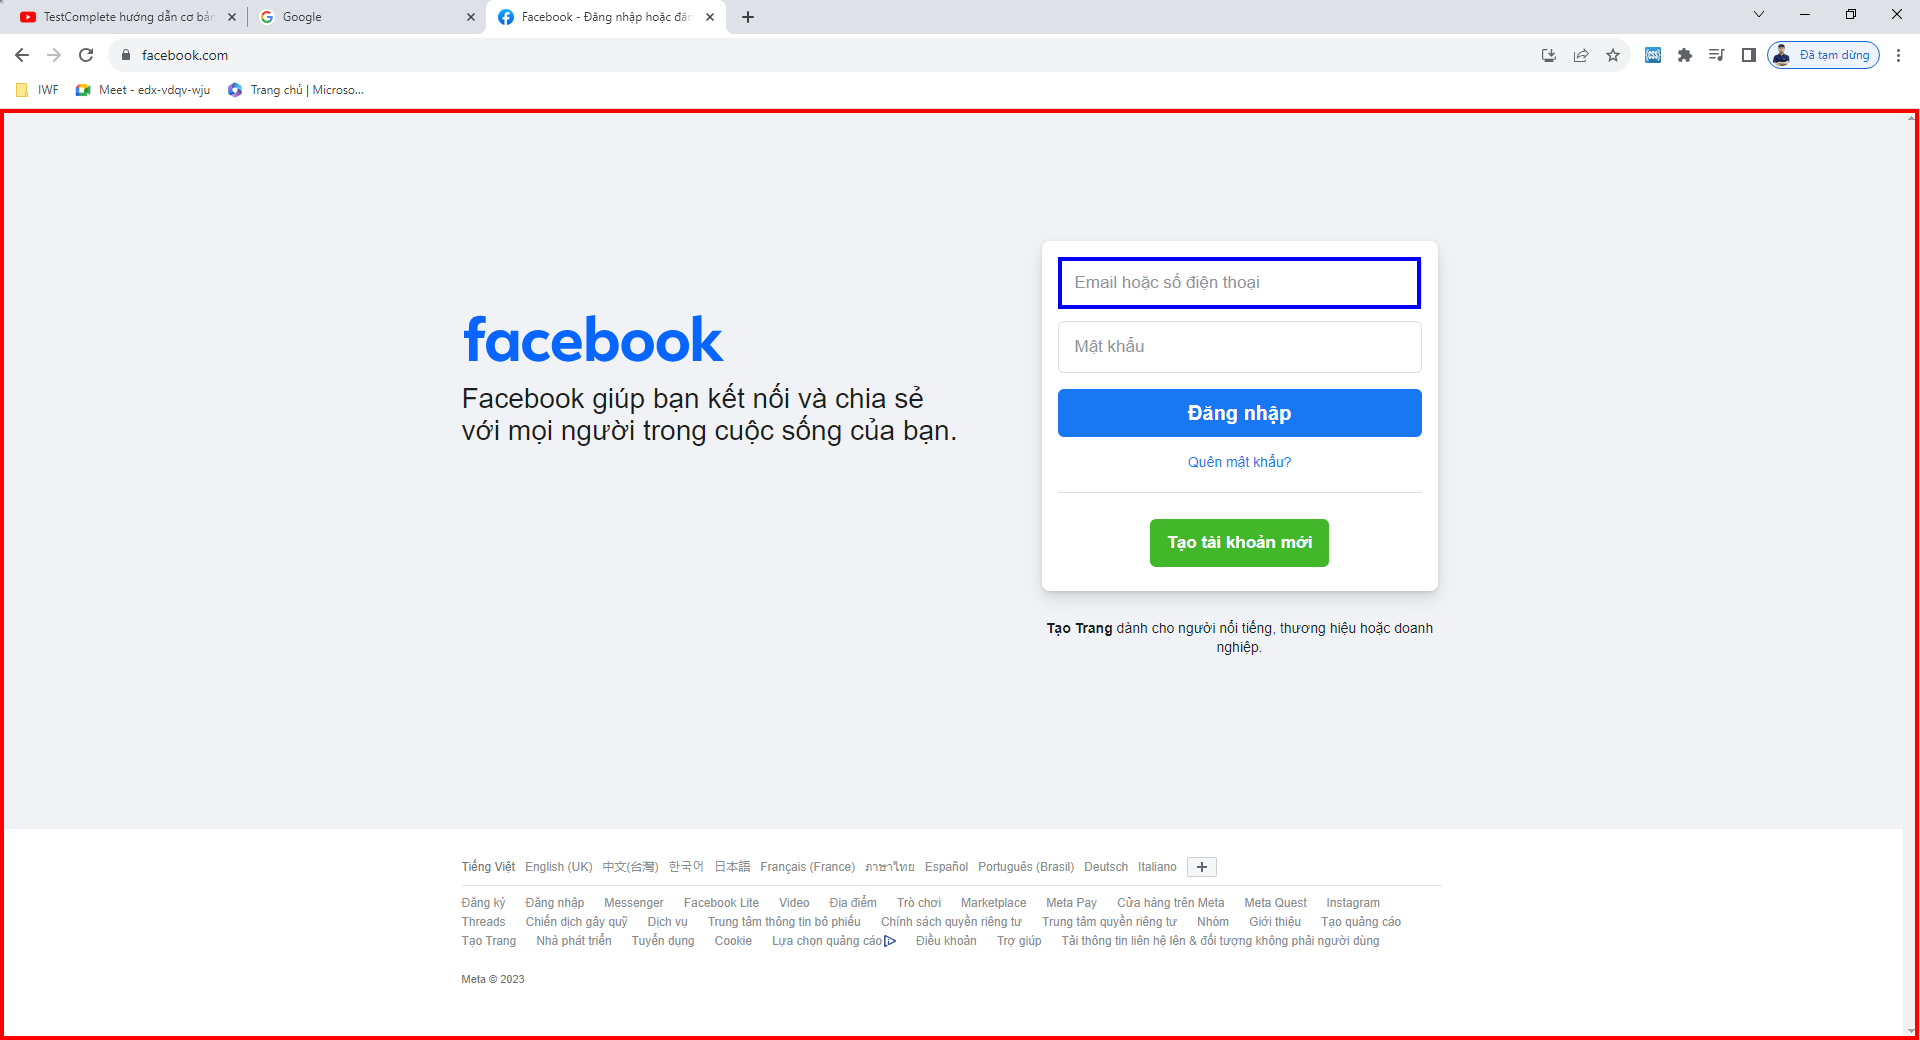 TestComplete hướng dẫn cơ bản
Google
Facebook - Đăng nhập hoặc đăn
facebook.com
Đã tạm dừng
IWF
Meet - edx-vdqv-wju
Trang chủ | Microso...
facebook
Facebook giúp bạn kết nối và chia sẻ
với mọi người trong cuộc sống của bạn.
Email hoặc số điện thoại
Mật khẩu
Đăng nhập
Quên mật khẩu?
Tạo tài khoản mới
Tạo Trang dành cho người nổi tiếng, thương hiệu hoặc doanh
nghiệp.
Tiếng Việt English (UK) 中文(台灣) 한국어 日本語 Français (France) ภาษาไทย Español Português (Brasil) Deutsch Italiano
Đăng ký Đăng nhập Messenger Facebook Lite Video Địa điểm Trò chơi Marketplace Meta Pay Cửa hàng trên Meta Meta Quest Instagram
Threads Chiến dịch gây quỹ Dịch vụ Trung tâm thông tin bỏ phiếu Chính sách quyền riêng tư Trung tâm quyền riêng tư Nhóm Giới thiệu Tạo quảng cáo
Tạo Trang Nhà phát triển Tuyển dụng Cookie Lựa chọn quảng cáo Điều khoản Trợ giúp Tải thông tin liên hệ lên & đối tượng không phải người dùng
Meta © 2023